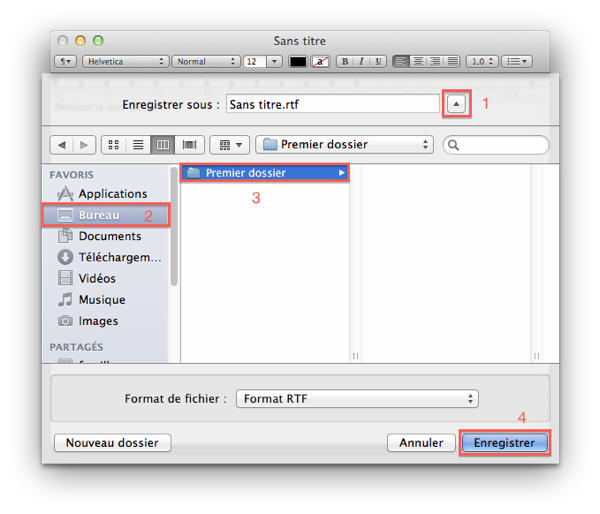 Sans titre
¶ Helvetica Normal 12 a B I U 1,0
Enregistrer sous : Sans titre.rtf 1
Premier dossier
FAVORIS
Premier dossier
Applications
3
Bureau 2
Documents
Téléchargem...
Vidéos
Musique
Images
PARTAGÉS
Format de fichier : Format RTF
4
Nouveau dossier Annuler Enregistrer